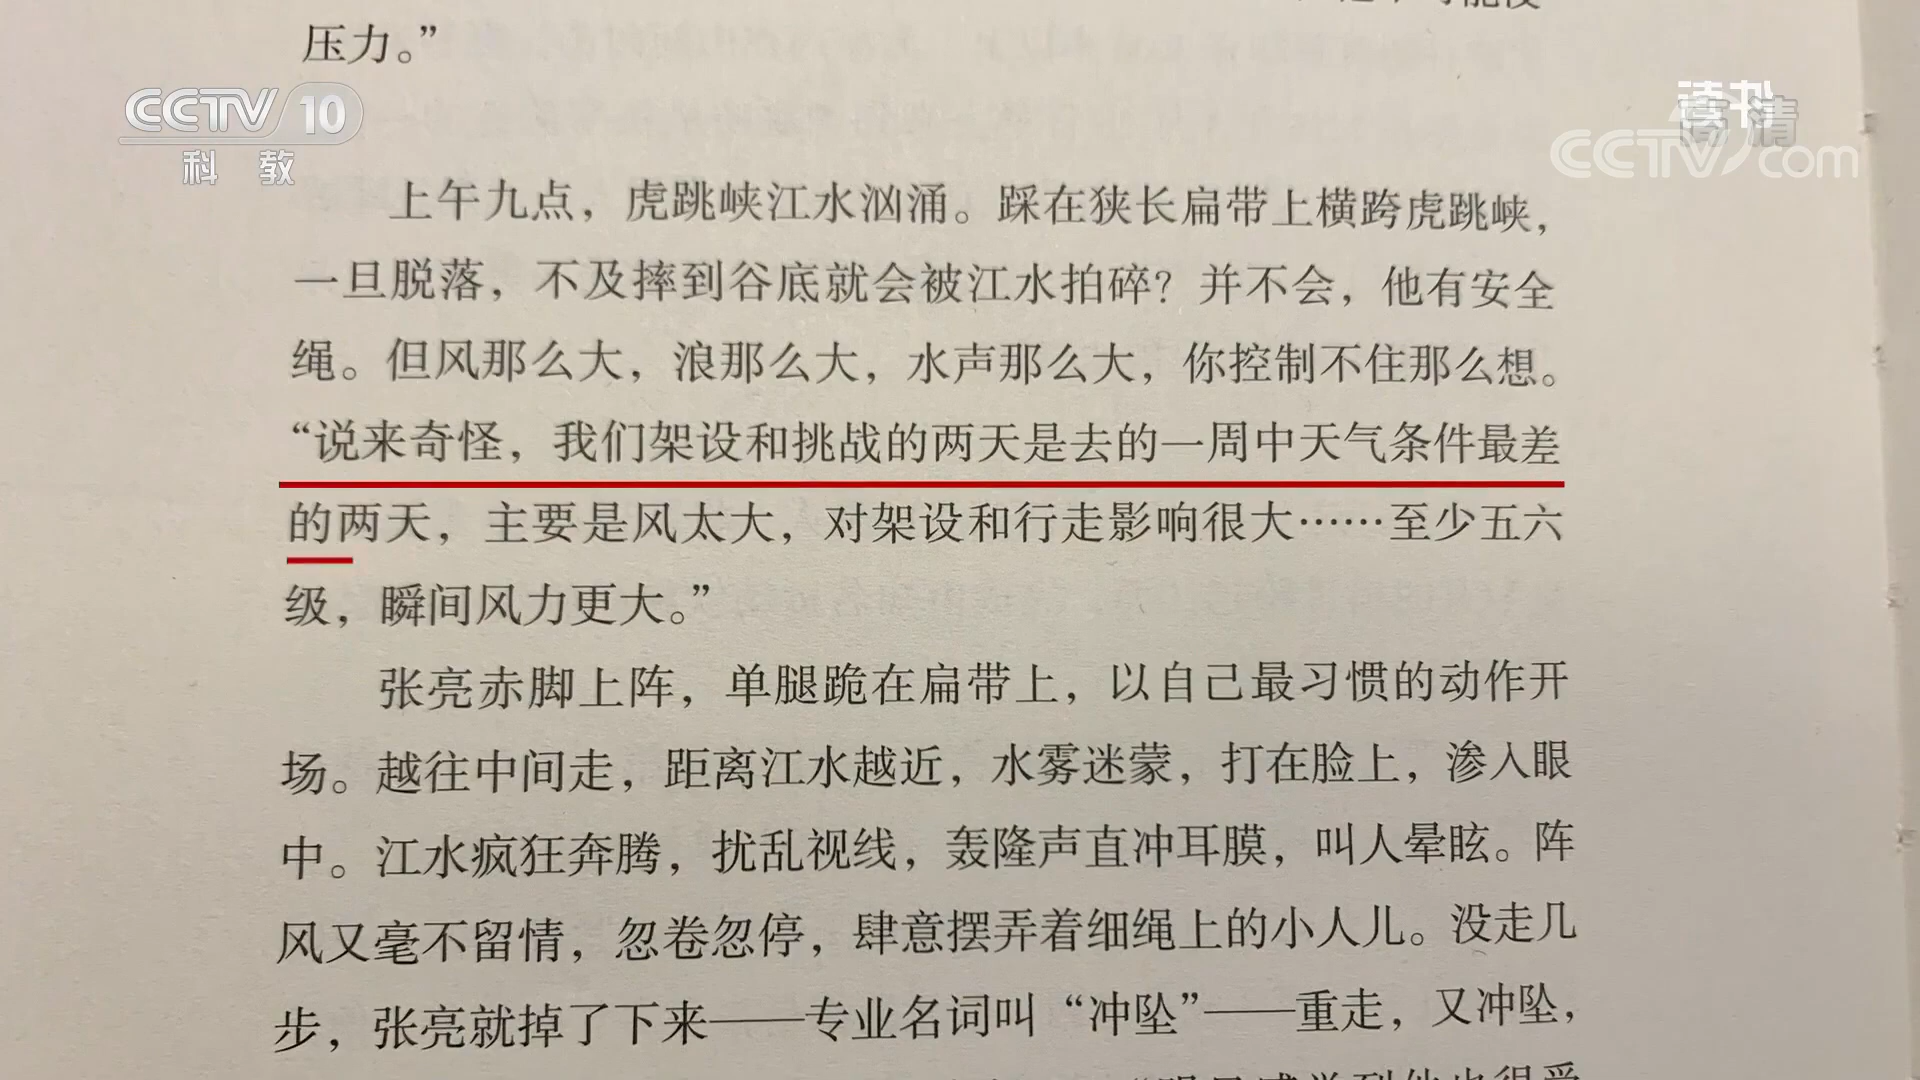 压力。”
CCTV 10
科教
读书
高清
CCTV.com
上午九点，虎跳峡江水汹涌。踩在狭长扁带上横跨虎跳峡，
一旦脱落，不及摔到谷底就会被江水拍碎？并不会，他有安全
绳。但风那么大，浪那么大，水声那么大，你控制不住那么想。
“说来奇怪，我们架设和挑战的两天是去的一周中天气条件最差
的两天，主要是风太大，对架设和行走影响很大……至少五六
级，瞬间风力更大。”
张亮赤脚上阵，单腿跪在扁带上，以自己最习惯的动作开
场。越往中间走，距离江水越近，水雾迷蒙，打在脸上，渗入眼
中。江水疯狂奔腾，扰乱视线，轰隆声直冲耳膜，叫人晕眩。阵
风又毫不留情，忽卷忽停，肆意摆弄着细绳上的小人儿。没走几
步，张亮就掉了下来——专业名词叫“冲坠”——重走，又冲坠，